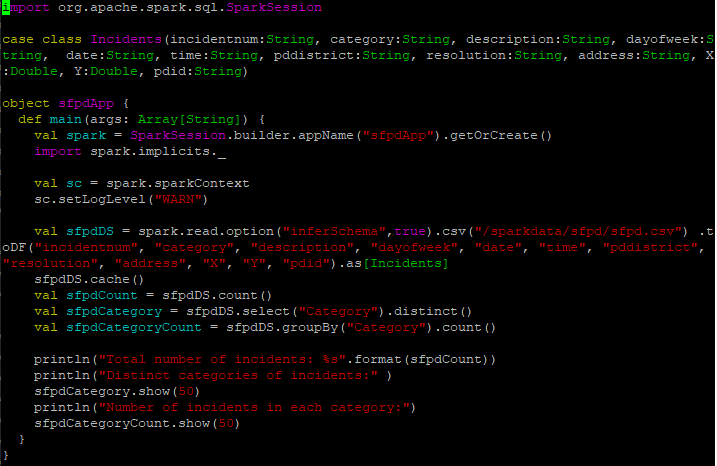 import org.apache.spark.sql.SparkSession

case class Incidents(incidentnum:String, category:String, description:String, dayofweek:S
tring,  date:String, time:String, pddistrict:String, resolution:String, address:String, X
:Double, Y:Double, pdid:String)

object sfpdApp {
  def main(args: Array[String]) {
    val spark = SparkSession.builder.appName("sfpdApp").getOrCreate()
    import spark.implicits._

    val sc = spark.sparkContext
    sc.setLogLevel("WARN")

    val sfpdDS = spark.read.option("inferSchema",true).csv("/sparkdata/sfpd/sfpd.csv") .t
oDF("incidentnum", "category", "description", "dayofweek", "date", "time", "pddistrict",
"resolution", "address", "X", "Y", "pdid").as[Incidents]
    sfpdDS.cache()
    val sfpdCount = sfpdDS.count()
    val sfpdCategory = sfpdDS.select("Category").distinct()
    val sfpdCategoryCount = sfpdDS.groupBy("Category").count()

    println("Total number of incidents: %s".format(sfpdCount))
    println("Distinct categories of incidents:" )
    sfpdCategory.show(50)
    println("Number of incidents in each category:")
    sfpdCategoryCount.show(50)
  }
}